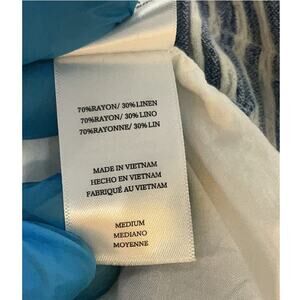 70%RAYON/ 30%LINEN
70%RAYON/ 30%LINO
70%RAYONNE/ 30%LIN
MADE IN VIETNAM
HECHO EN VIETNAM
FABRIQUÉ AU VIETNAM
MEDIUM
MEDIANO
MOYENNE